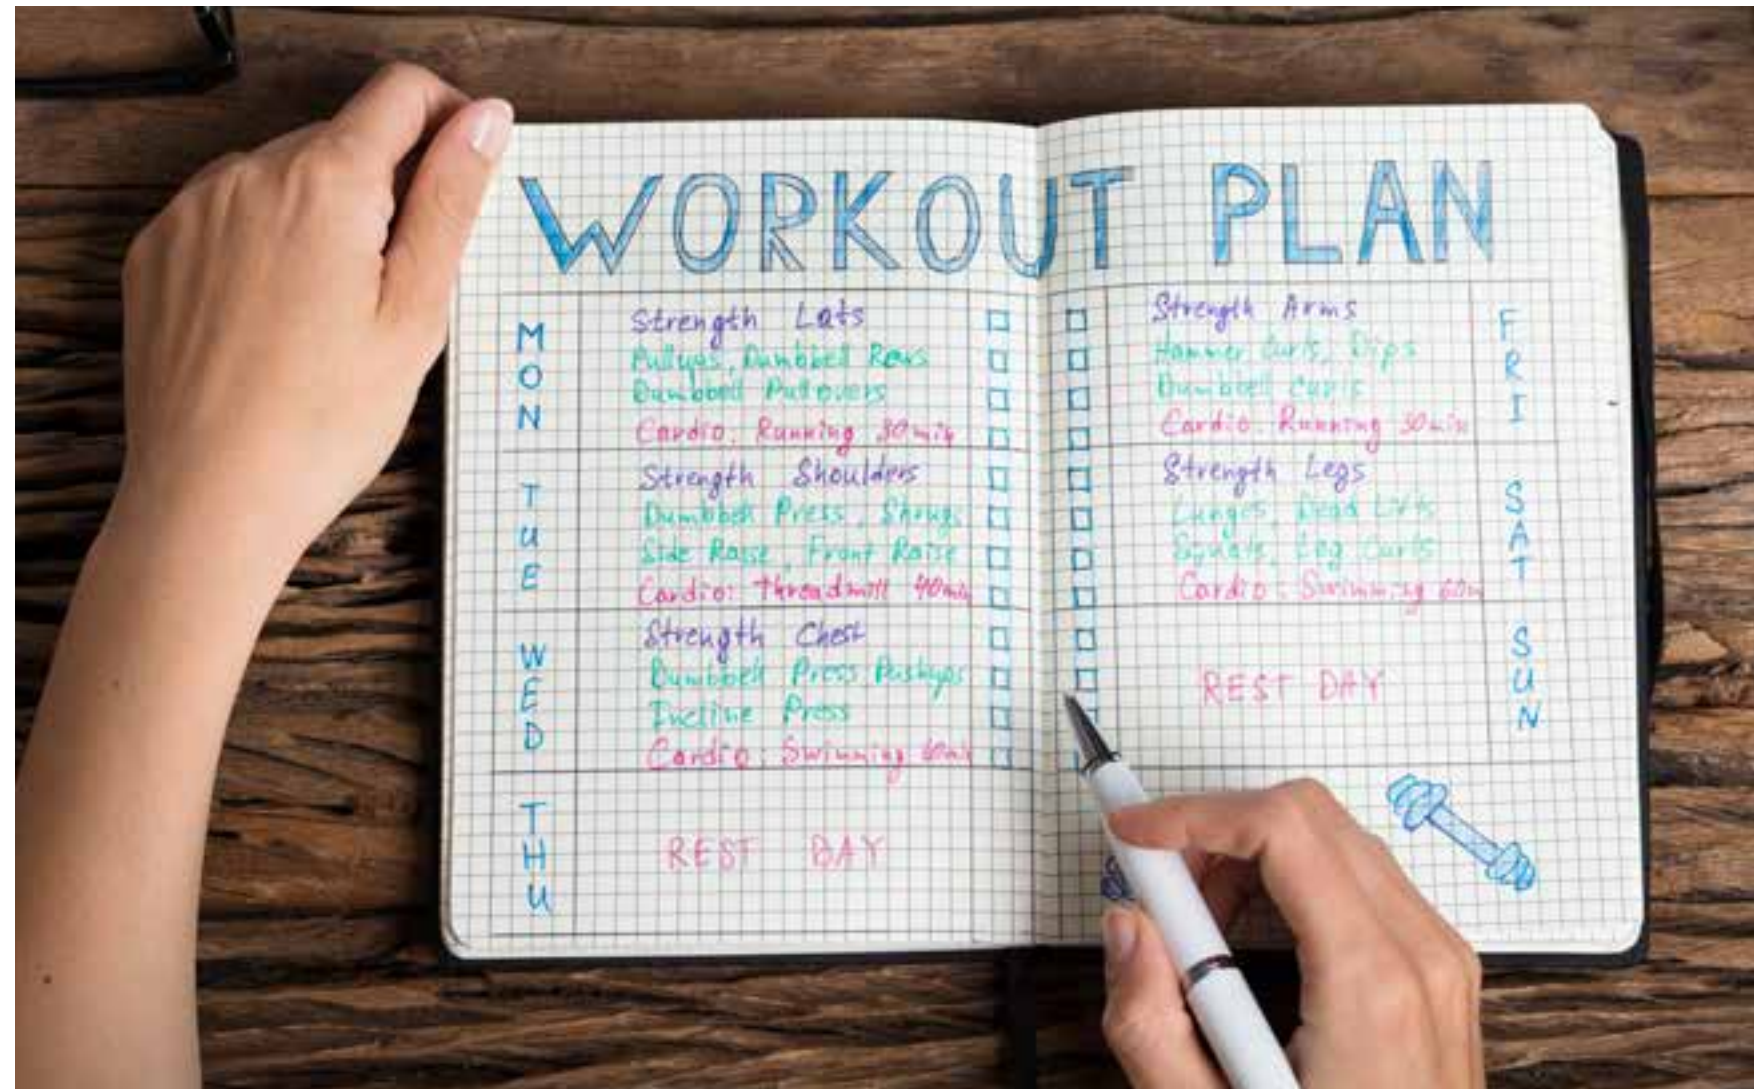 WORKOUT PLAN
MON
Strength Lats
Pullups, Dumbbell Rows
Dumbbell Pullovers
Cardio: Running 30min
TUE
Strength Shoulders
Dumbbell Press, Shrugs
Side Raise, Front Raise
Cardio: Threadmill 40min
WED
Strength Chest
Dumbbell Press Pushups
Incline Press
Cardio: Swimming 60min
THU
REST DAY
FRI
Strength Arms
Hammer Curls, Dips
Dumbbell Curls
Cardio: Running 30min
SAT
Strength Legs
Lunges, Dead Lifts
Squats, Leg Curls
Cardio: Swimming
SUN
REST DAY